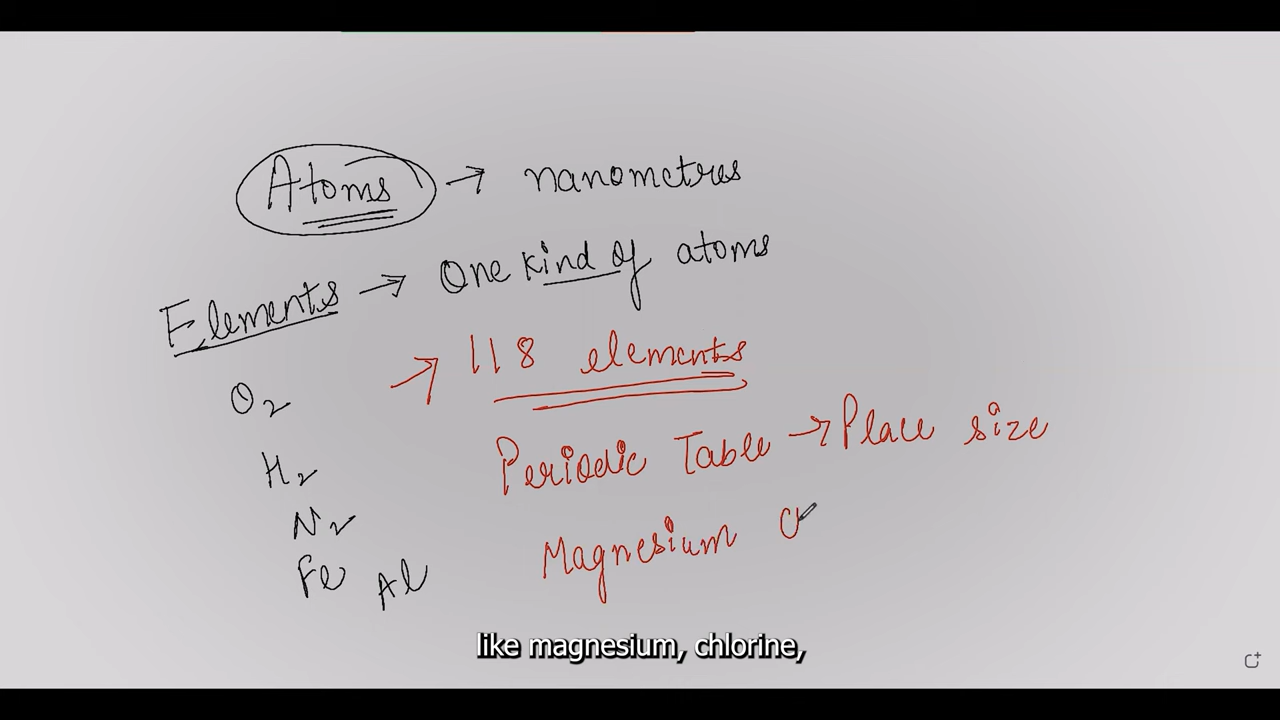 Atoms → nanometres
Elements → One kind of atoms
→ 118 elements
O2
Periodic Table → Place size
H2
N2
Magnesium
Fe Al
like magnesium, chlorine,